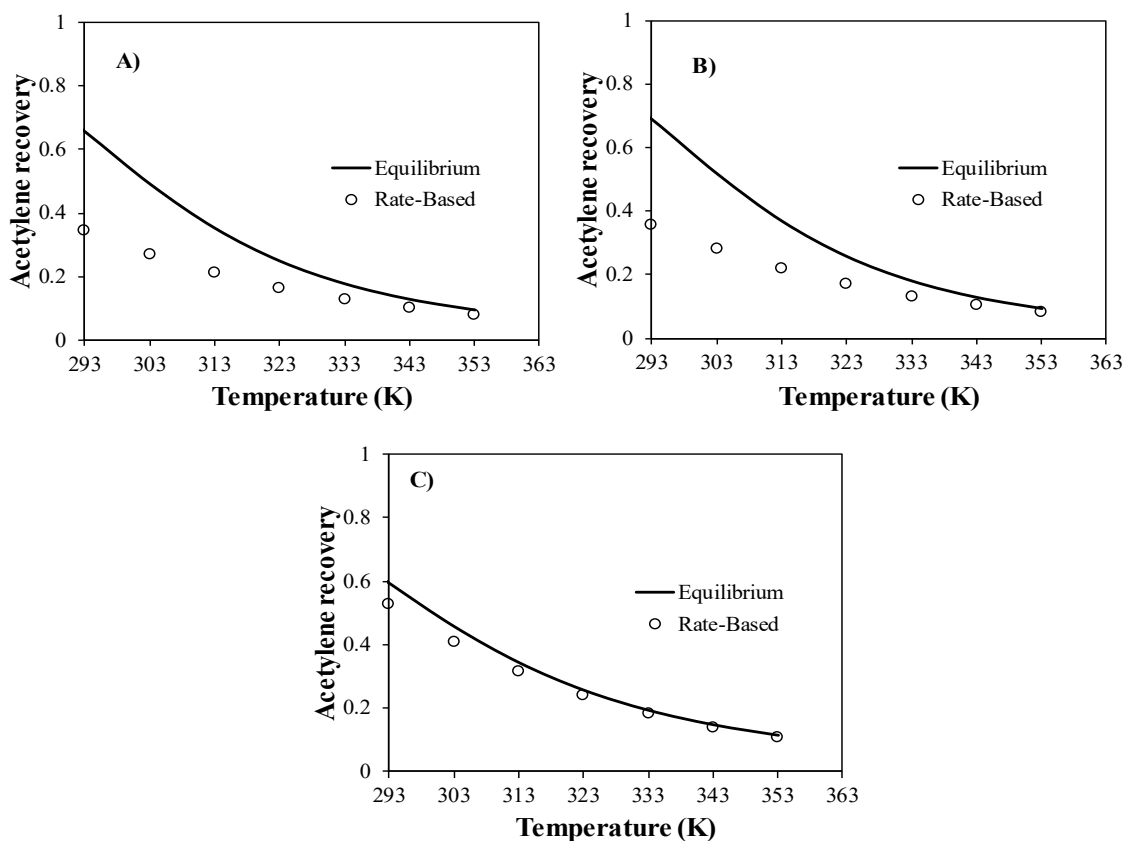 A)
Acetylene recovery
1
0.8
0.6
0.4
0.2
0
Equilibrium
Rate-Based
293 303 313 323 333 343 353 363
Temperature (K)
B)
Acetylene recovery
1
0.8
0.6
0.4
0.2
0
Equilibrium
Rate-Based
293 303 313 323 333 343 353 363
Temperature (K)
C)
Acetylene recovery
1
0.8
0.6
0.4
0.2
0
Equilibrium
Rate-Based
293 303 313 323 333 343 353 363
Temperature (K)